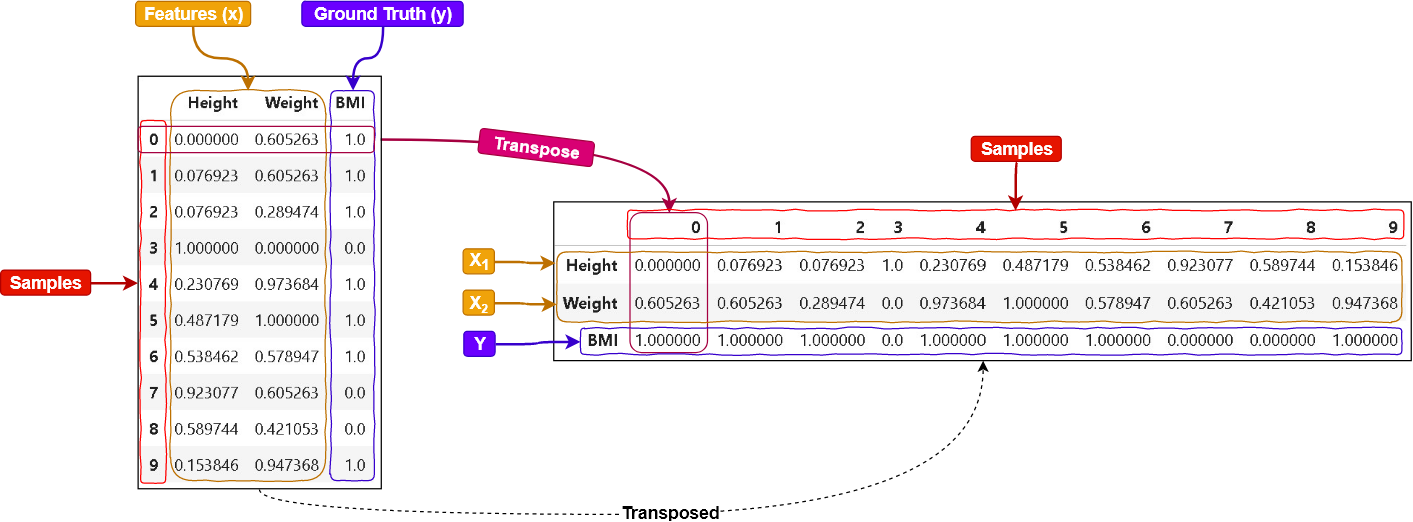 Features (x)
Ground Truth (y)
Height Weight BMI
0 0.000000 0.605263 1.0
1 0.076923 0.605263 1.0
2 0.076923 0.289474 1.0
3 1.000000 0.000000 0.0
4 0.230769 0.973684 1.0
5 0.487179 1.000000 1.0
6 0.538462 0.578947 1.0
7 0.923077 0.605263 0.0
8 0.589744 0.421053 0.0
9 0.153846 0.947368 1.0
Samples
Transpose
Samples
0 1 2 3 4 5 6 7 8 9
X1
Height 0.000000 0.076923 0.076923 1.0 0.230769 0.487179 0.538462 0.923077 0.589744 0.153846
X2
Weight 0.605263 0.605263 0.289474 0.0 0.973684 1.000000 0.578947 0.605263 0.421053 0.947368
Y
BMI 1.000000 1.000000 1.000000 0.0 1.000000 1.000000 1.000000 0.000000 0.000000 1.000000
Transposed